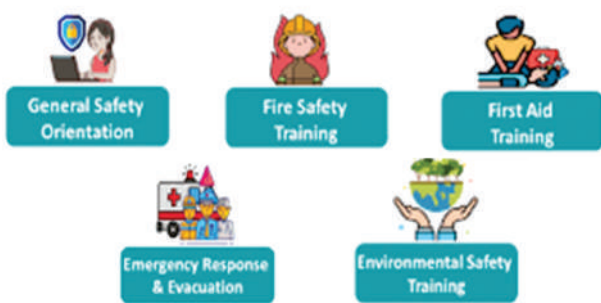 General Safety
Orientation
Fire Safety
Training
First Aid
Training
Emergency Response
& Evacuation
Environmental Safety
Training